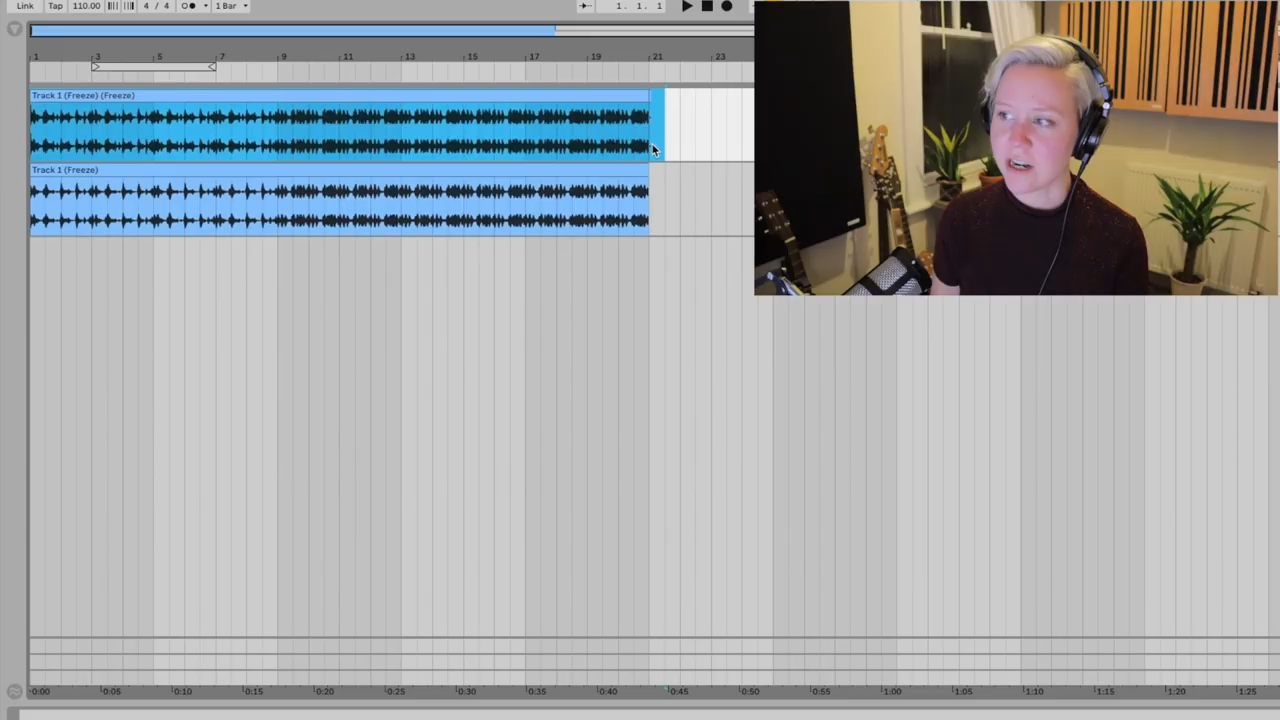 Link Tap 110.00 4 / 4 1 Bar 1. 1. 1
1 3 5 7 9 11 13 15 17 19 21 23
Track 1 (Freeze) (Freeze)
Track 1 (Freeze)
0:00 0:05 0:10 0:15 0:20 0:25 0:30 0:35 0:40 0:45 0:50 0:55 1:00 1:05 1:10 1:15 1:20 1:25